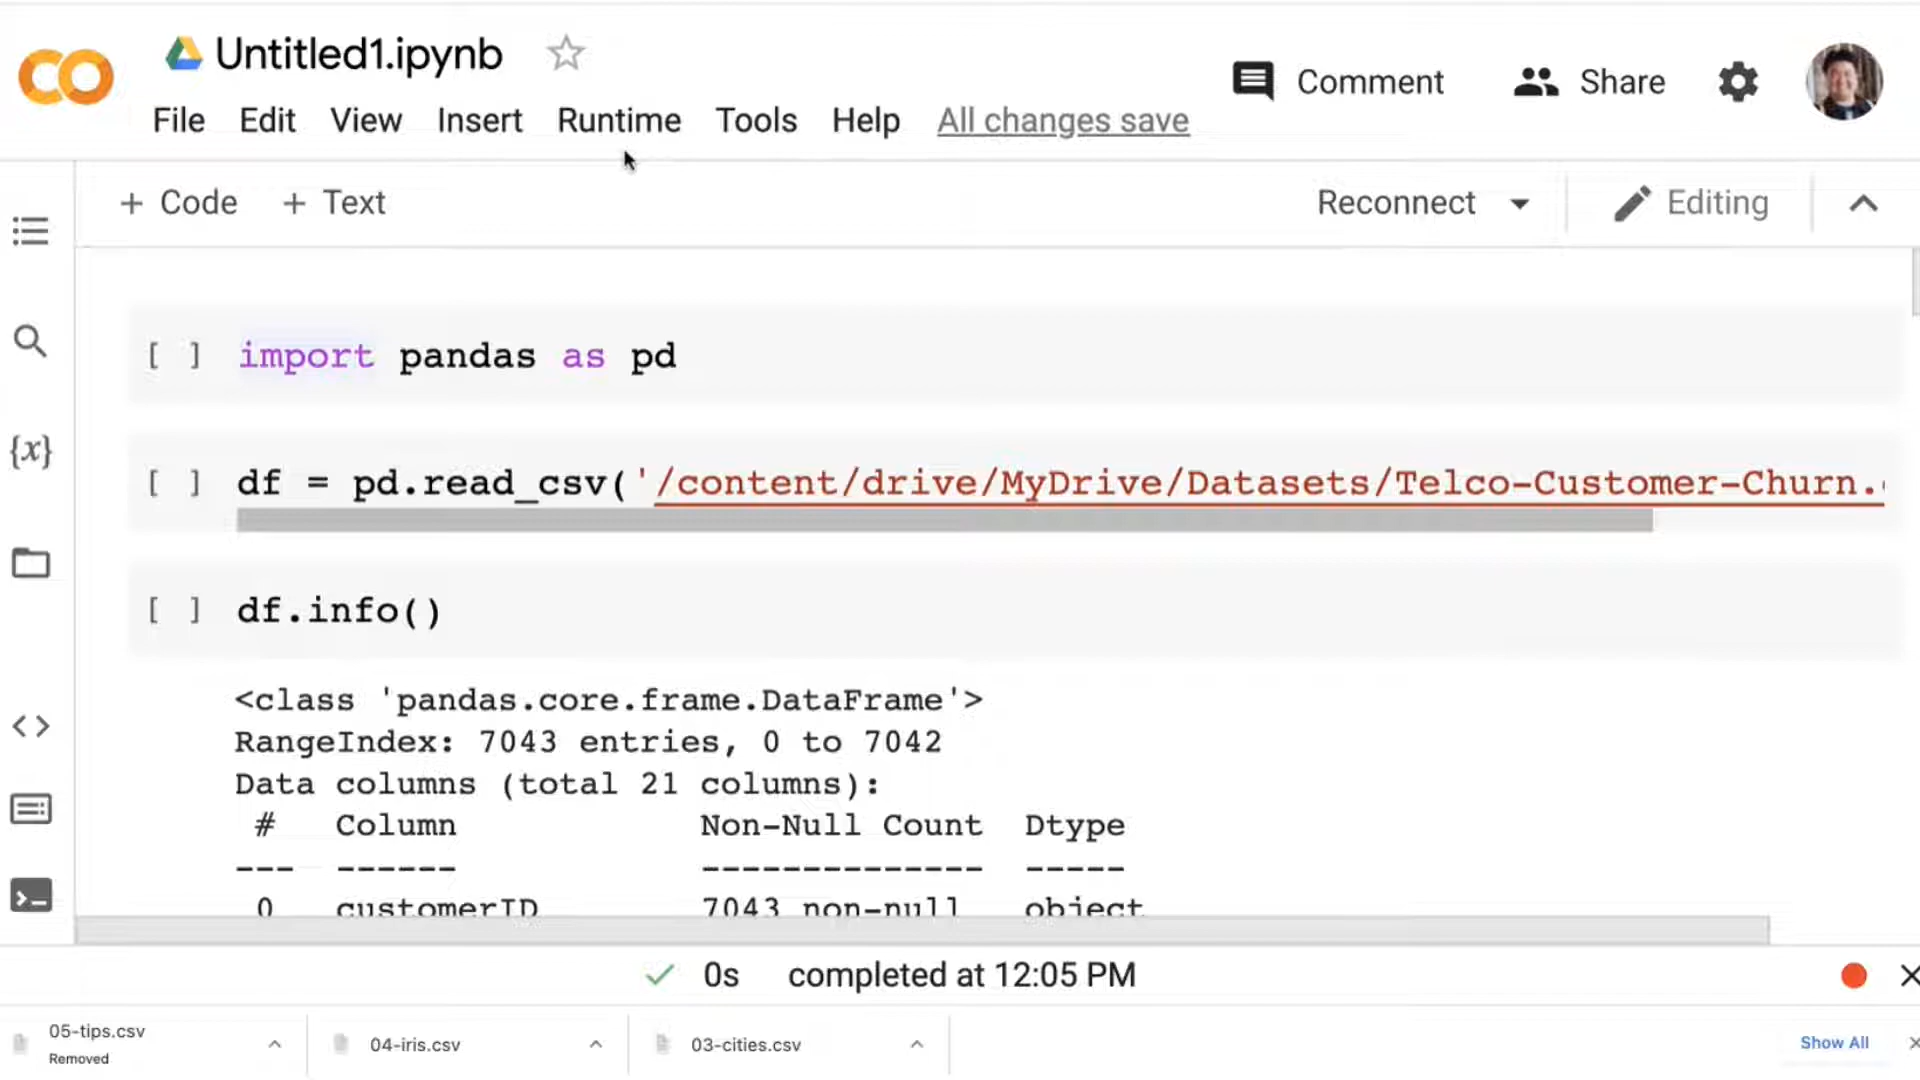 Untitled1.ipynb
Comment
Share
File Edit View Insert Runtime Tools Help All changes save
+ Code + Text
Reconnect
Editing
[ ] import pandas as pd
[ ] df = pd.read_csv('/content/drive/MyDrive/Datasets/Telco-Customer-Churn.
[ ] df.info()
<class 'pandas.core.frame.DataFrame'>
RangeIndex: 7043 entries, 0 to 7042
Data columns (total 21 columns):
# Column Non-Null Count Dtype
--- ------ -------------- -----
0 customerID 7043 non-null object
0s completed at 12:05 PM
05-tips.csv
Removed
04-iris.csv
03-cities.csv
Show All